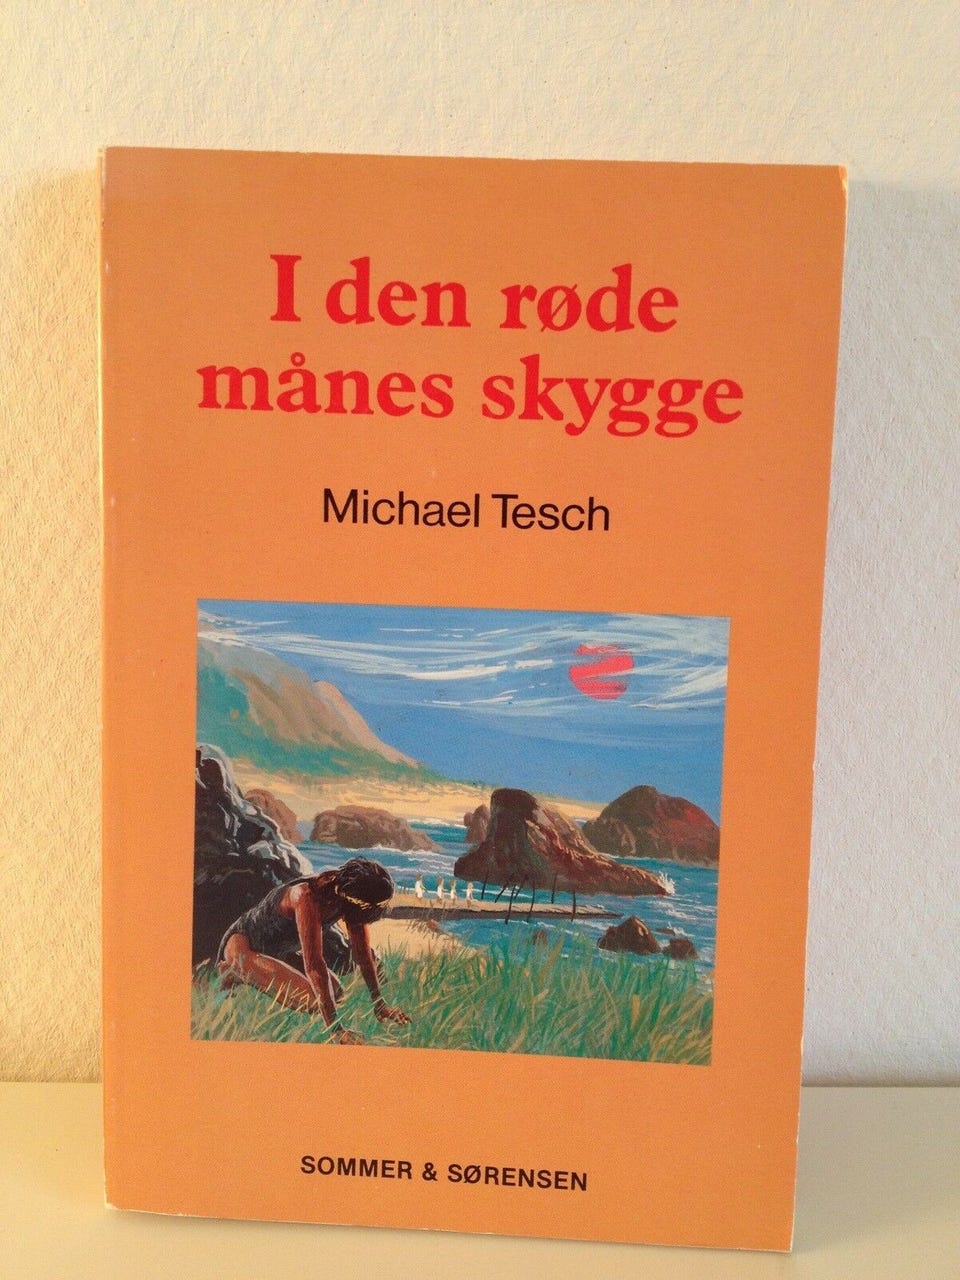 I den røde
månes skygge
Michael Tesch
SOMMER & SØRENSEN